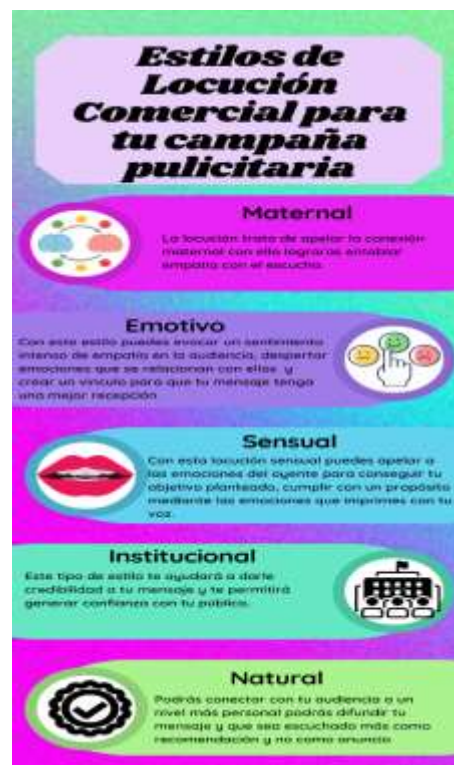 Estilos de
Locución
Comercial para
tu campaña
pulicitaria
Maternal
La locución trata de apelar la conexión
maternal con ello lograras entablar
empatía con el escucha.
Emotivo
Con este estilo puedes evocar un sentimiento
intenso de empatía en la audiencia, despertar
emociones que se relacionan con ellos y
crear un vínculo para que tu mensaje tenga
una mejor recepción
Sensual
Con esta locución sensual puedes apelar a
las emociones del oyente para conseguir tu
objetivo planteado, cumplir con un propósito
mediante las emociones que imprimes con tu
voz.
Institucional
Este tipo de estilo te ayudará a darle
credibilidad a tu mensaje y te permitirá
generar confianza con tu público.
Natural
Podrás conectar con tu audiencia a un
nivel más personal podrás difundir tu
mensaje y que sea escuchado más como
recomendación y no como anuncio